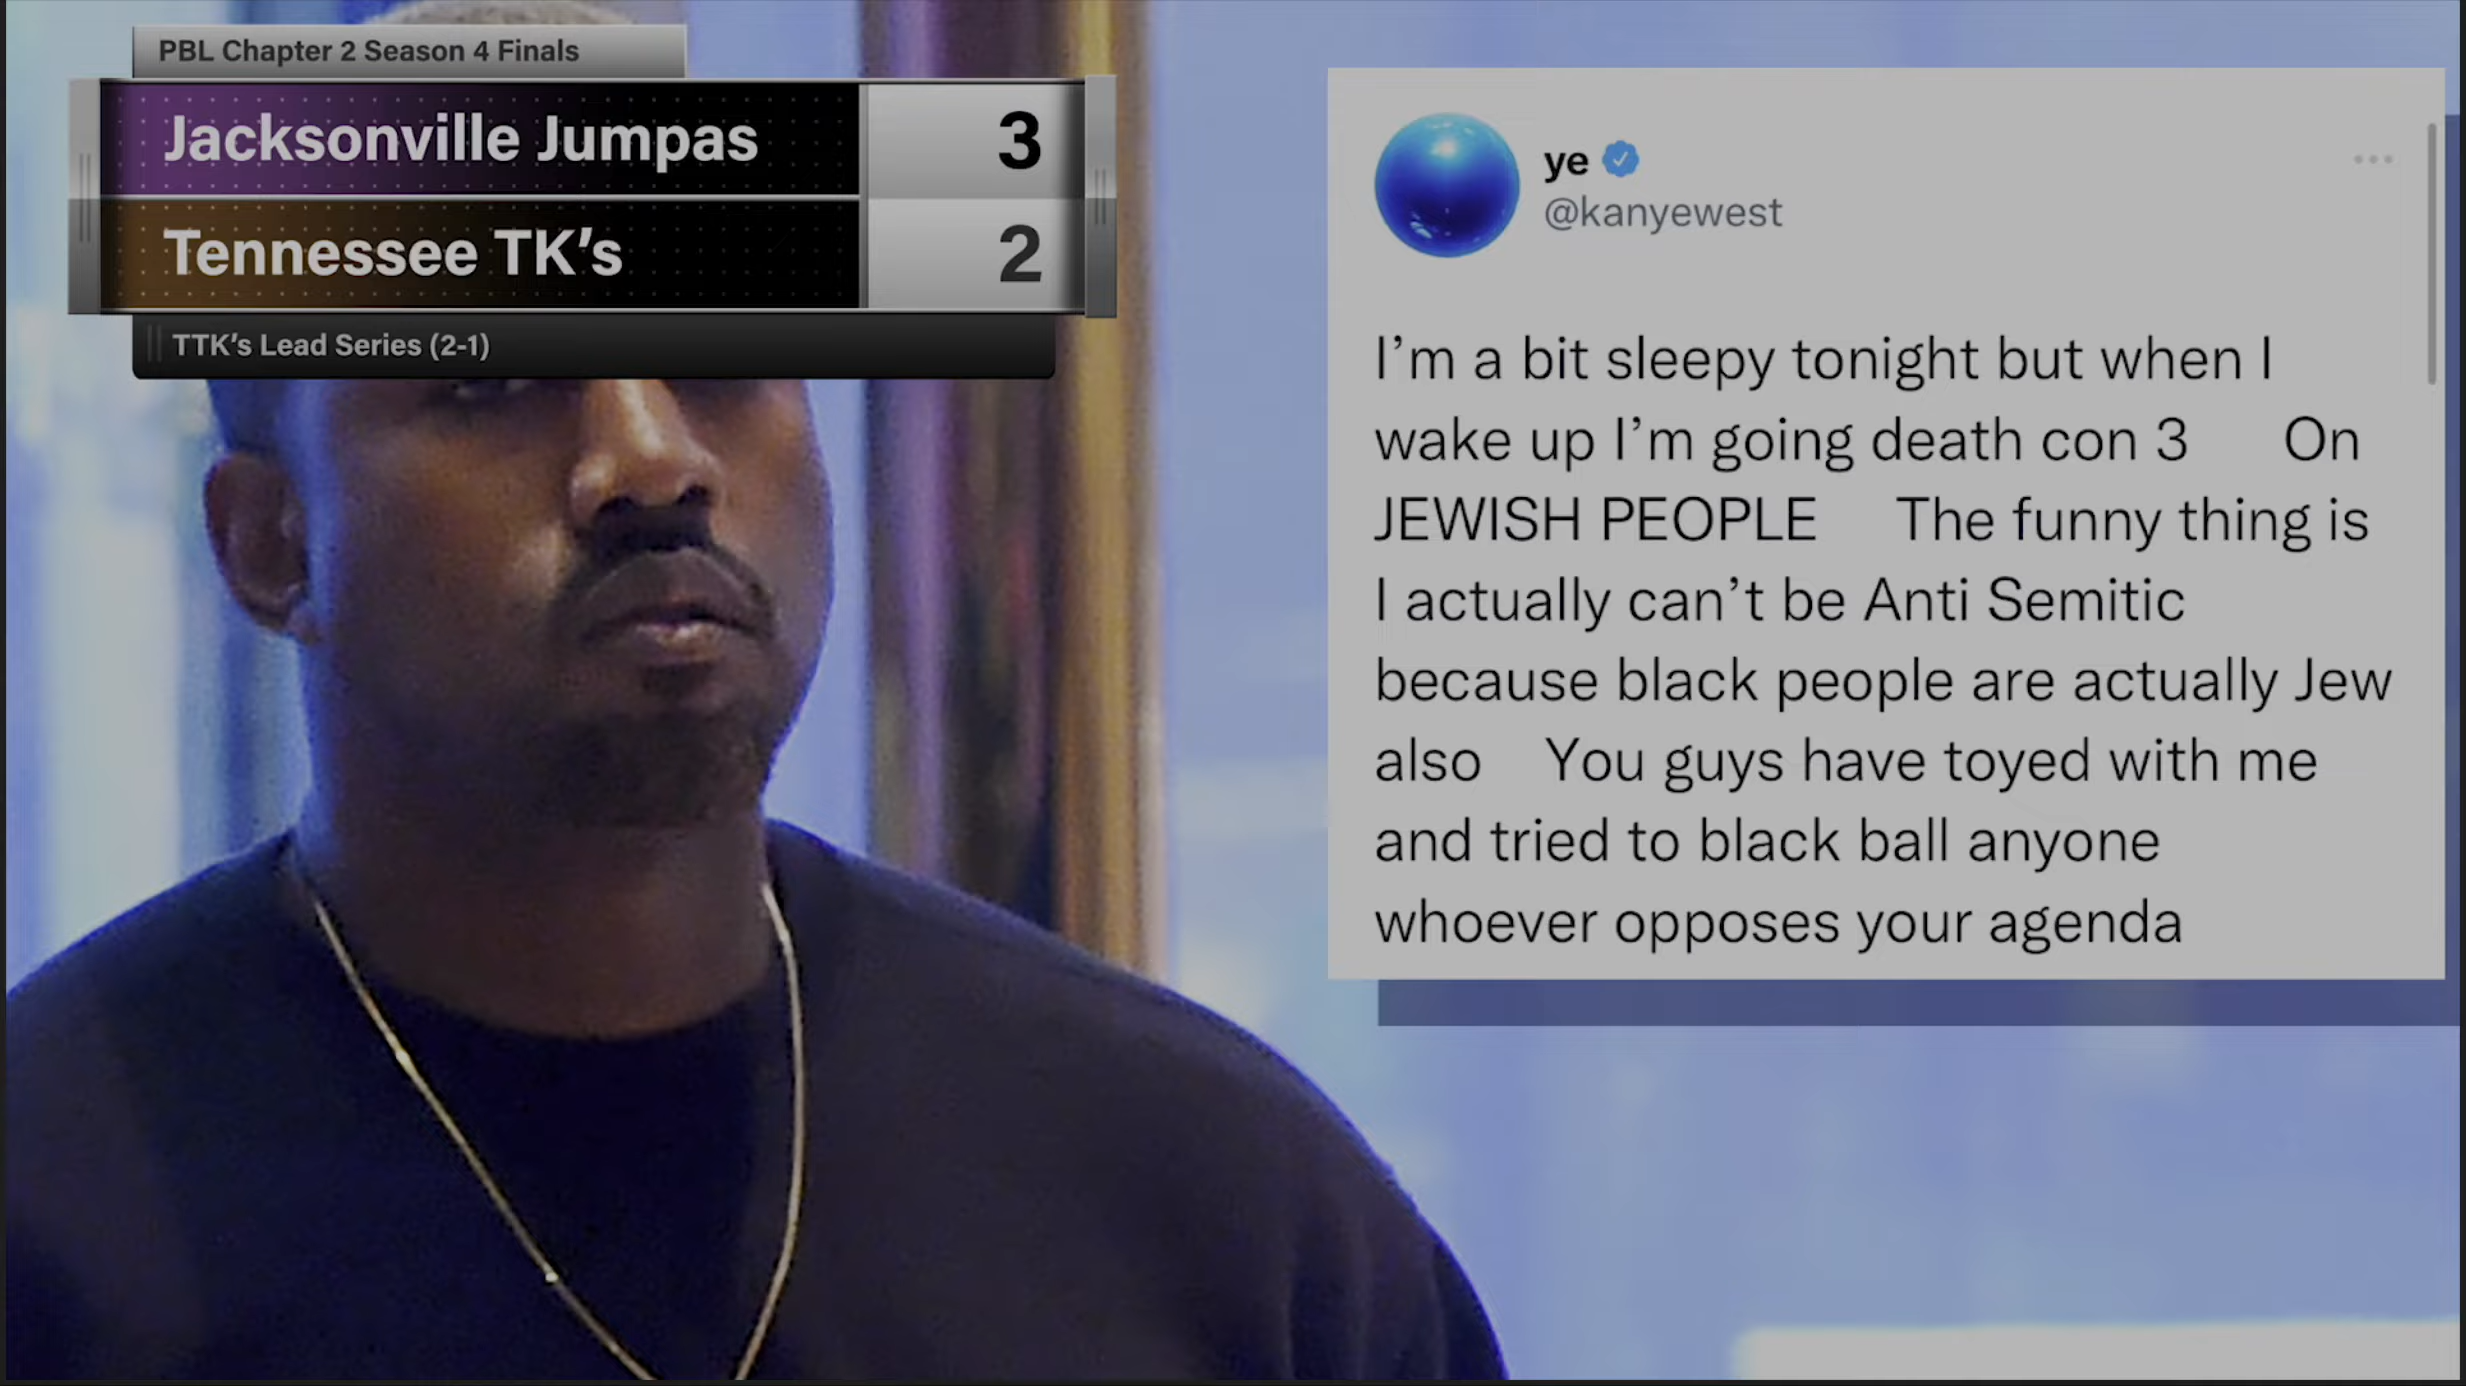 PBL Chapter 2 Season 4 Finals
Jacksonville Jumpas 3
Tennessee TK's 2
TTK's Lead Series (2-1)
ye
@kanyewest
I'm a bit sleepy tonight but when I
wake up I'm going death con 3 On
JEWISH PEOPLE The funny thing is
I actually can't be Anti Semitic
because black people are actually Jew
also You guys have toyed with me
and tried to black ball anyone
whoever opposes your agenda